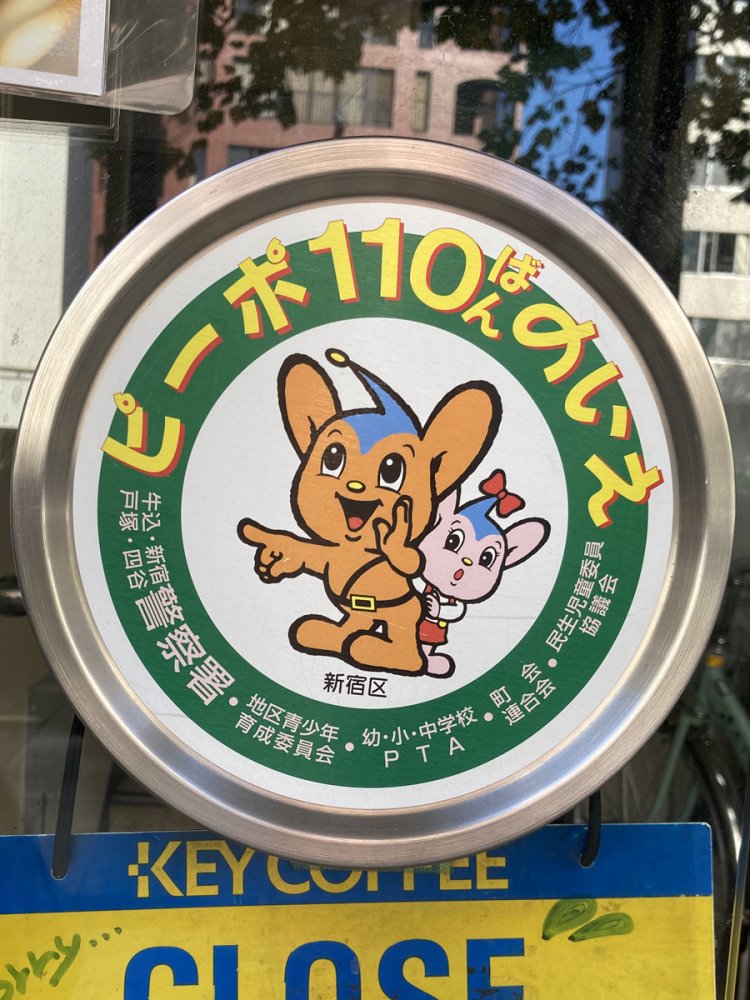 ピーポ110ばんのいえ
牛込・新宿
戸塚・四谷
警察署・
地区青少年
育成委員会・
幼・小・中学校
PTA・
町会
連合会・
民生児童委員
協議会
新宿区
KEY COFFEE
orry...
CLOSE